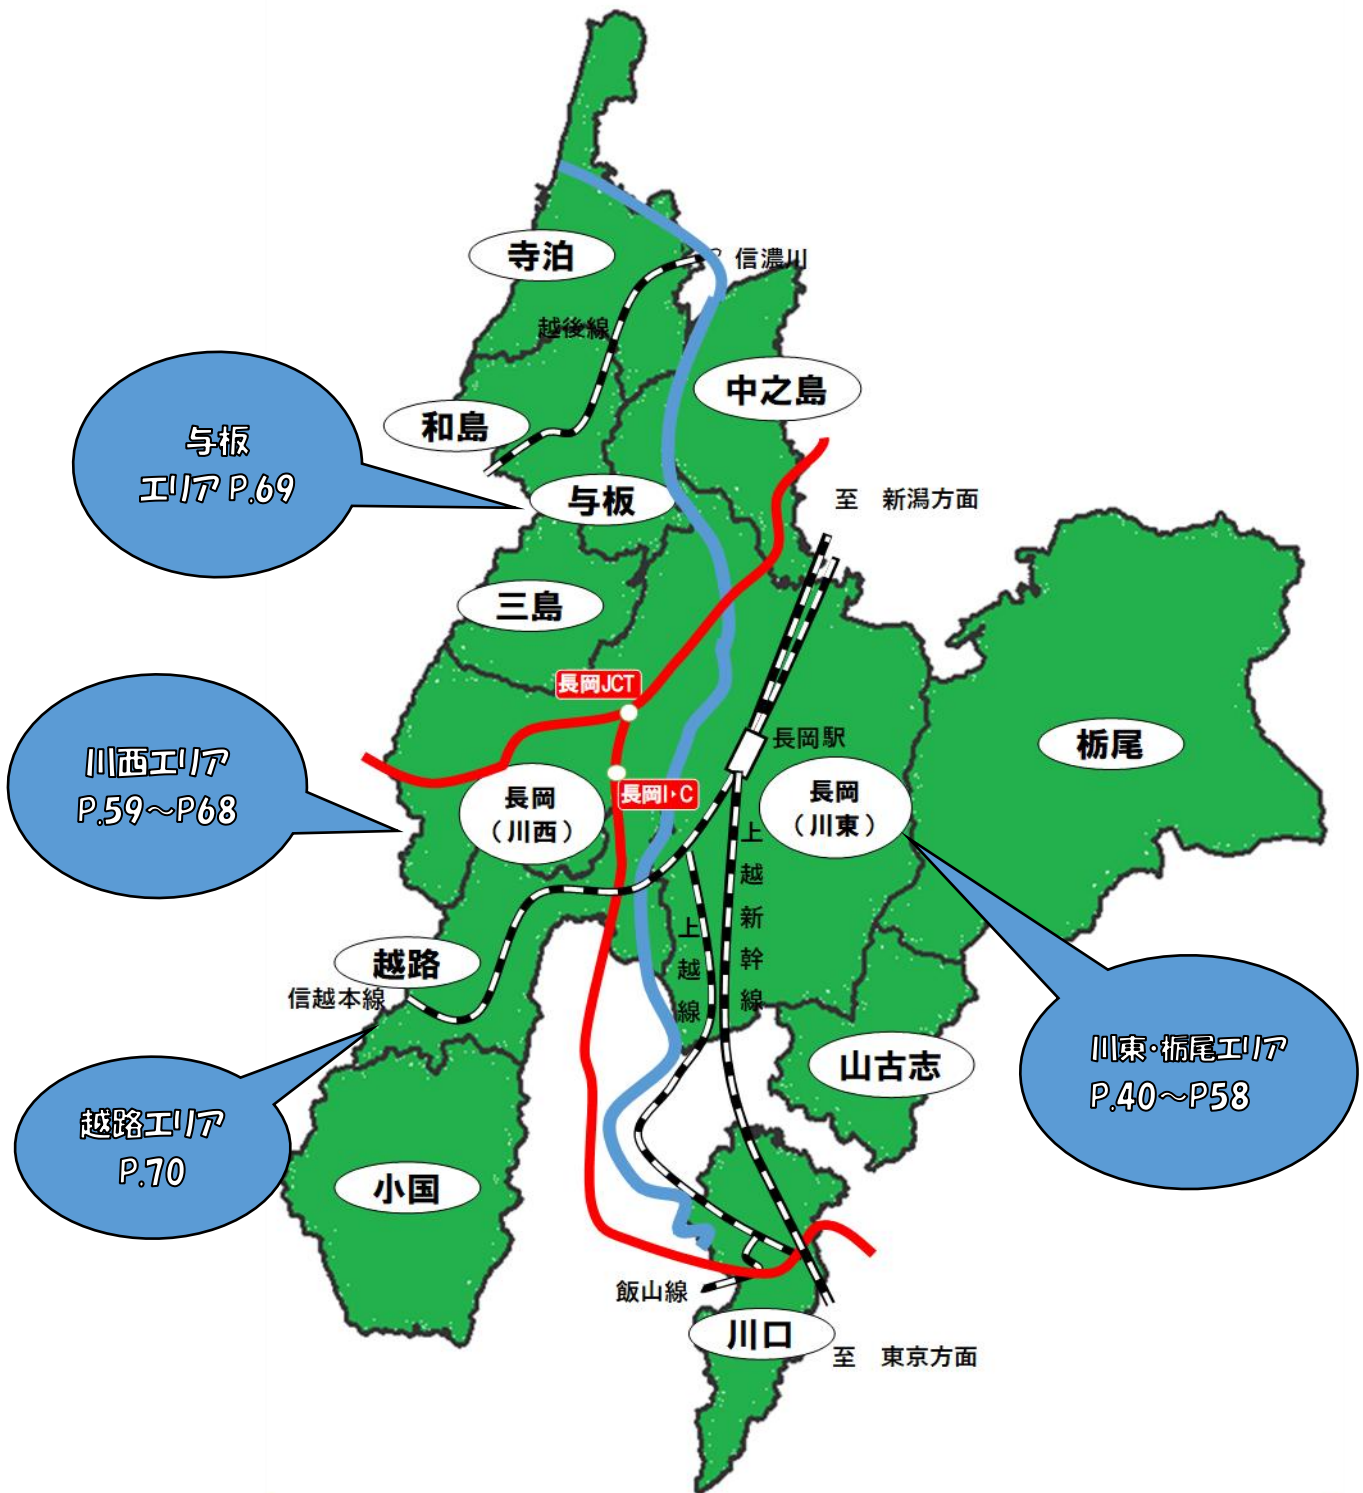 寺泊
信濃川
越後線
中之島
和島
与板
エリア P.69
与板
至 新潟方面
三島
長岡JCT
川西エリア
P.59～P68
長岡駅
栃尾
長岡I・C
長岡
（川西）
長岡
（川東）
上越新幹線
上越線
越路
信越本線
山古志
川東・栃尾エリア
P.40～P58
越路エリア
P.70
小国
飯山線
川口
至 東京方面